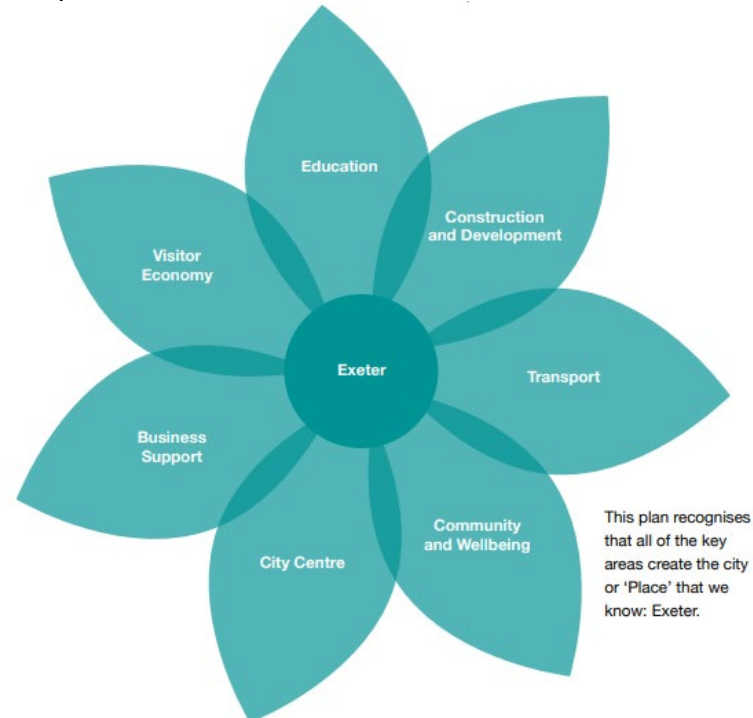 Education
Construction
and Development
Visitor
Economy
Exeter
Transport
Business
Support
Community
and Wellbeing
City Centre
This plan recognises
that all of the key
areas create the city
or ‘Place’ that we
know: Exeter.